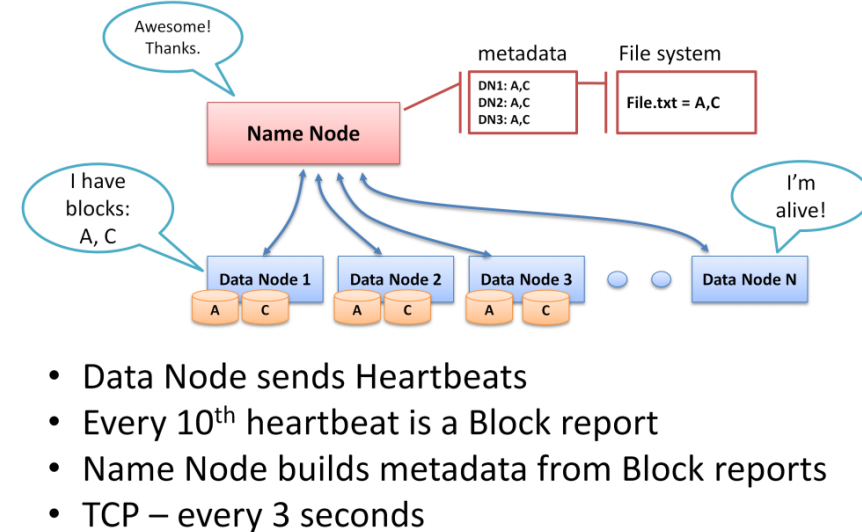 Awesome!
Thanks.
metadata
File system
DN1: A,C
DN2: A,C
DN3: A,C
File.txt = A,C
Name Node
I have
blocks:
A, C
I’m
alive!
Data Node 1
Data Node 2
Data Node 3
Data Node N
A
C
A
C
A
C
• Data Node sends Heartbeats
• Every 10th heartbeat is a Block report
• Name Node builds metadata from Block reports
• TCP – every 3 seconds